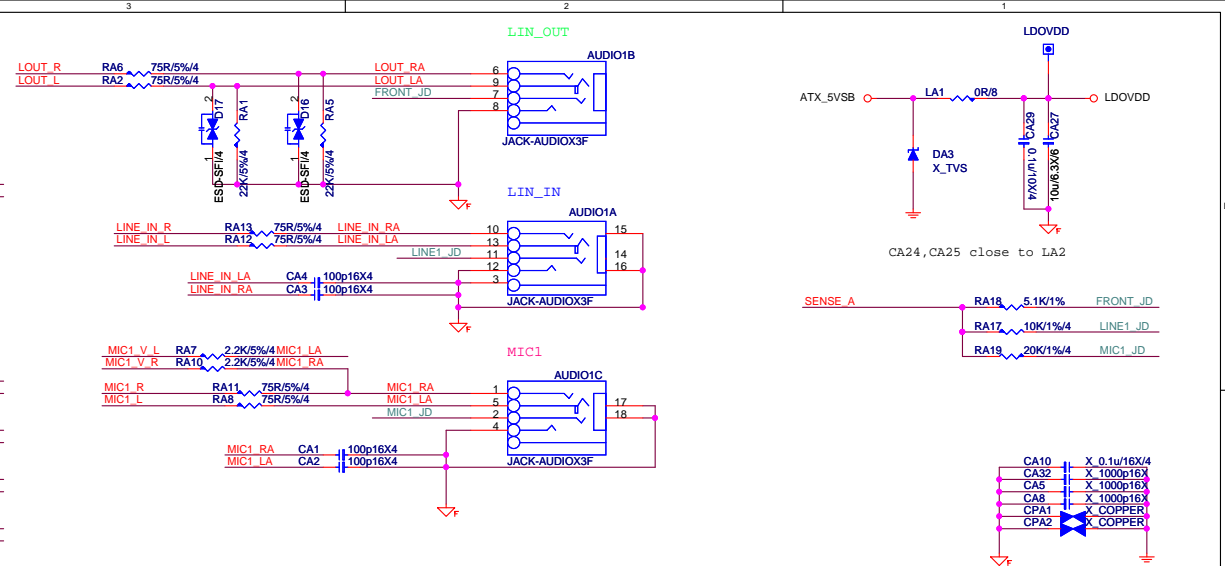 3 2 1
LIN_OUT
AUDIO1B
LOUT_R RA6 75R/5%/4 LOUT_RA 6
LOUT_L RA2 75R/5%/4 LOUT_LA 9
FRONT_JD 7
8
2 D17 1 ESD-SFI/4
RA1 22K/5%/4
2 D16 1 ESD-SFI/4
RA5 22K/5%/4
JACK-AUDIOX3F
F
LIN_IN
AUDIO1A
LINE_IN_R RA13 75R/5%/4 LINE_IN_RA 10 15
LINE_IN_L RA12 75R/5%/4 LINE_IN_LA 13
LINE1_JD 11 14
12 16
LINE_IN_LA CA4 100p16X4 3
LINE_IN_RA CA3 100p16X4
JACK-AUDIOX3F
F
MIC1
MIC1_V_L RA7 2.2K/5%/4 MIC1_LA
MIC1_V_R RA10 2.2K/5%/4 MIC1_RA
AUDIO1C
MIC1_R RA11 75R/5%/4 MIC1_RA 1
MIC1_L RA8 75R/5%/4 MIC1_LA 5 17
MIC1_JD 2 18
4
MIC1_RA CA1 100p16X4
MIC1_LA CA2 100p16X4
JACK-AUDIOX3F
F
LDOVDD
ATX_5VSB LA1 0R/8 LDOVDD
CA29 0.1u/10X/4
CA27 10u/6.3X/6
DA3
X_TVS
F
CA24,CA25 close to LA2
SENSE_A RA18 5.1K/1% FRONT_JD
RA17 10K/1%/4 LINE1_JD
RA19 20K/1%/4 MIC1_JD
CA10 X_0.1u/16X/4
CA32 X_1000p16X
CA5 X_1000p16X
CA8 X_1000p16X
CPA1 X_COPPER
CPA2 X_COPPER
F